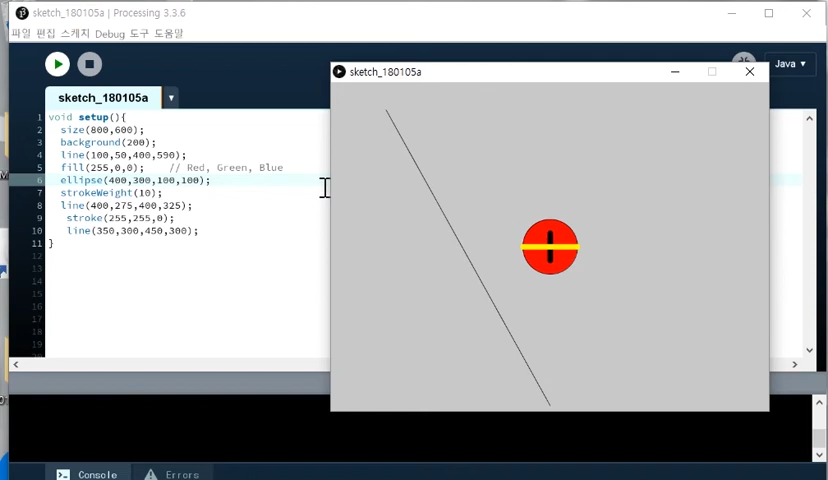 sketch_180105a | Processing 3.3.6
파일 편집 스케치 Debug 도구 도움말
Java ▾
sketch_180105a
sketch_180105a
1 void setup(){
2 size(800,600);
3 background(200);
4 line(100,50,400,590);
5 fill(255,0,0); // Red, Green, Blue
6 ellipse(400,300,100,100);
7 strokeWeight(10);
8 line(400,275,400,325);
9 stroke(255,255,0);
10 line(350,300,450,300);
11 }
12
13
14
15
16
17
18
19
Console
Errors